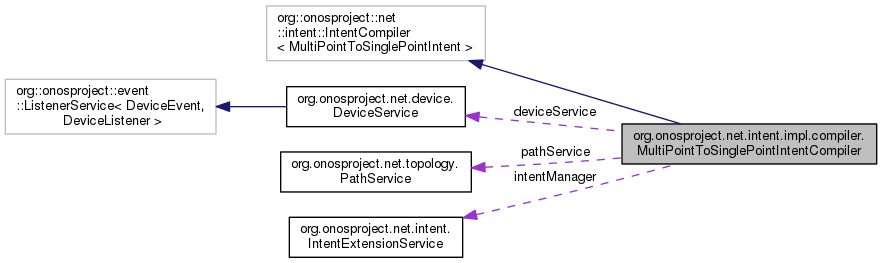 org::onosproject::net
::intent::IntentCompiler
< MultiPointToSinglePointIntent >
org::onosproject::event
::ListenerService< DeviceEvent,
DeviceListener >
org.onosproject.net.device.
DeviceService
deviceService
org.onosproject.net.intent.impl.compiler.
MultiPointToSinglePointIntentCompiler
org.onosproject.net.topology.
PathService
pathService
intentManager
org.onosproject.net.intent.
IntentExtensionService